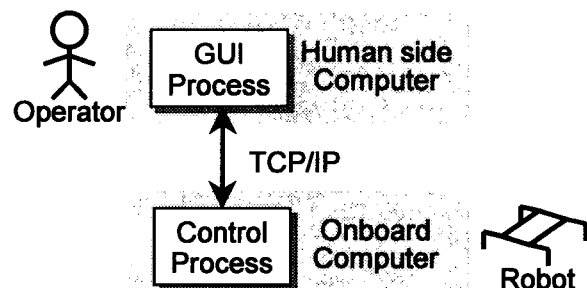 GUI
Process
Human side
Computer
Operator
TCP/IP
Control
Process
Onboard
Computer
Robot